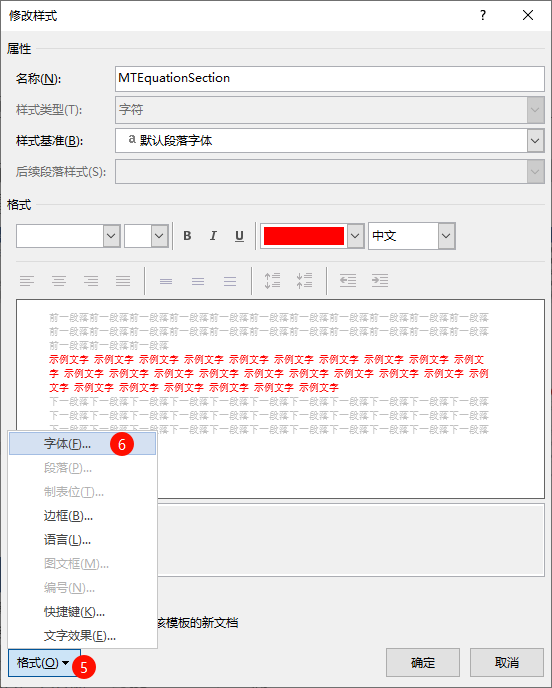 修改样式
?
属性
名称(N):
MTEquationSection
样式类型(T):
字符
样式基准(B):
a 默认段落字体
后续段落样式(S):
格式
B I U
中文
前一段落前一段落前一段落前一段落前一段落前一段落前一段落前一段落前一段落前一段落前一段落
前一段落前一段落前一段落前一段落前一段落前一段落前一段落前一段落前一段落前一段落前一段落
前一段落前一段落前一段落
示例文字 示例文字 示例文字 示例文字 示例文字 示例文字 示例文字 示例文字 示例文字 示例文
字 示例文字 示例文字 示例文字 示例文字 示例文字 示例文字 示例文字 示例文字 示例文字 示例
文字 示例文字 示例文字 示例文字 示例文字 示例文字 示例文字
下一段落下一段落下一段落下一段落下一段落下一段落下一段落下一段落下一段落下一段落下一段落
下一段落下一段落下一段落下一段落下一段落下一段落下一段落下一段落下一段落下一段落下一段落
下一段落下一段落下一段落下一段落下一段落下一段落下一段落下一段落下一段落下一段落下一段落
字体(F)... 6
段落(P)...
制表位(T)...
边框(B)...
语言(L)...
图文框(M)...
编号(N)...
快捷键(K)...
该模板的新文档
文字效果(E)...
格式(O) 5
确定
取消